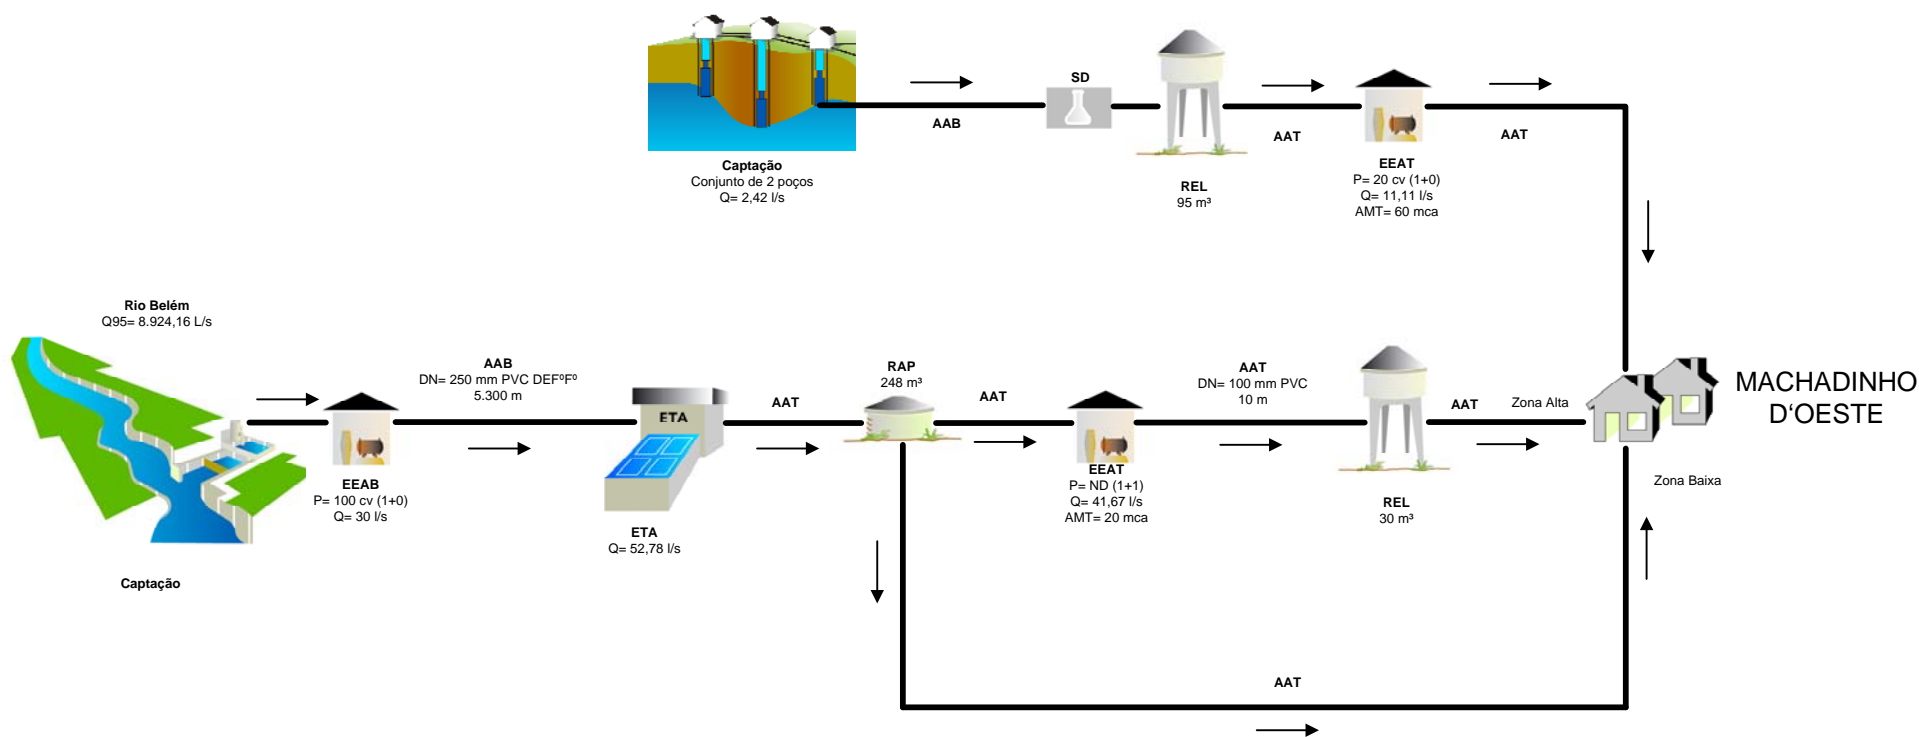 SD
AAB
AAT
AAT
Captação
Conjunto de 2 poços
Q= 2,42 l/s
REL
95 m³
EEAT
P= 20 cv (1+0)
Q= 11,11 l/s
AMT= 60 mca
Rio Belém
Q95= 8.924,16 L/s
AAB
DN= 250 mm PVC DEFºFº
5.300 m
RAP
248 m³
AAT
DN= 100 mm PVC
10 m
AAT
AAT
AAT
Zona Alta
MACHADINHO
D'OESTE
ETA
EEAB
P= 100 cv (1+0)
Q= 30 l/s
ETA
Q= 52,78 l/s
EEAT
P= ND (1+1)
Q= 41,67 l/s
AMT= 20 mca
REL
30 m³
Zona Baixa
Captação
AAT